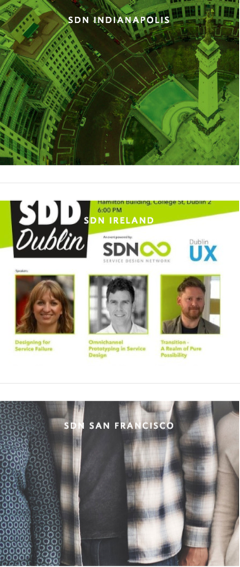 SDN INDIANAPOLIS
Hamilton Building, College St, Dublin 2
6:00 PM
SDD
SDN IRELAND
Dublin
SDN
SERVICE DESIGN NETWORK
Dublin
UX
Designing for
Service Failure
Omnichannel
Prototyping in Service
Design
Transition -
A Realm of Pure
Possibility
SDN SAN FRANCISCO